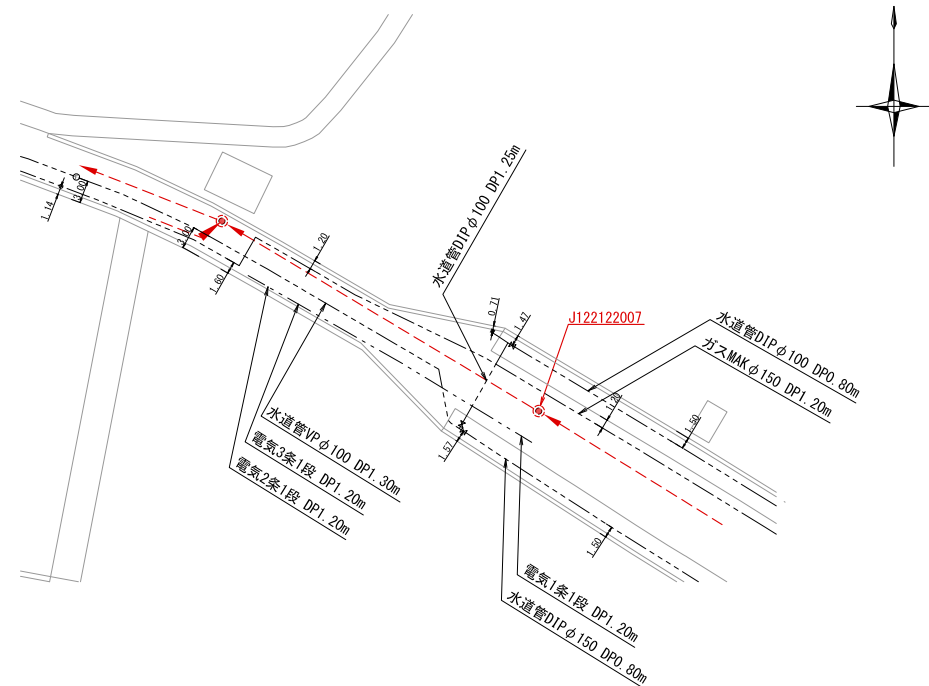 水道管DIPφ100 DP1.25m
1.14
3.00
1.20
1.60
0.71
1.47
J122122007
水道管DIPφ100 DP0.80m
ガスMAKφ150 DP1.20m
1.20
1.50
水道管VPφ100 DP1.30m
電気3条1段 DP1.20m
電気2条1段 DP1.20m
1.57
1.50
電気1条1段 DP1.20m
水道管DIPφ150 DP0.80m